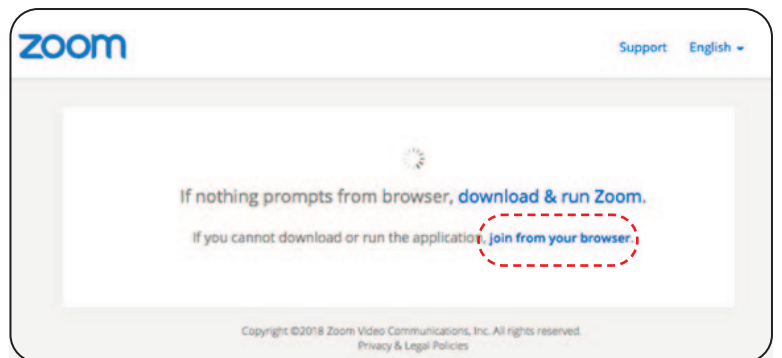 zoom
Support English
If nothing prompts from browser, download & run Zoom.
If you cannot download or run the application, join from your browser.
Copyright ©2018 Zoom Video Communications, Inc. All rights reserved.
Privacy & Legal Policies